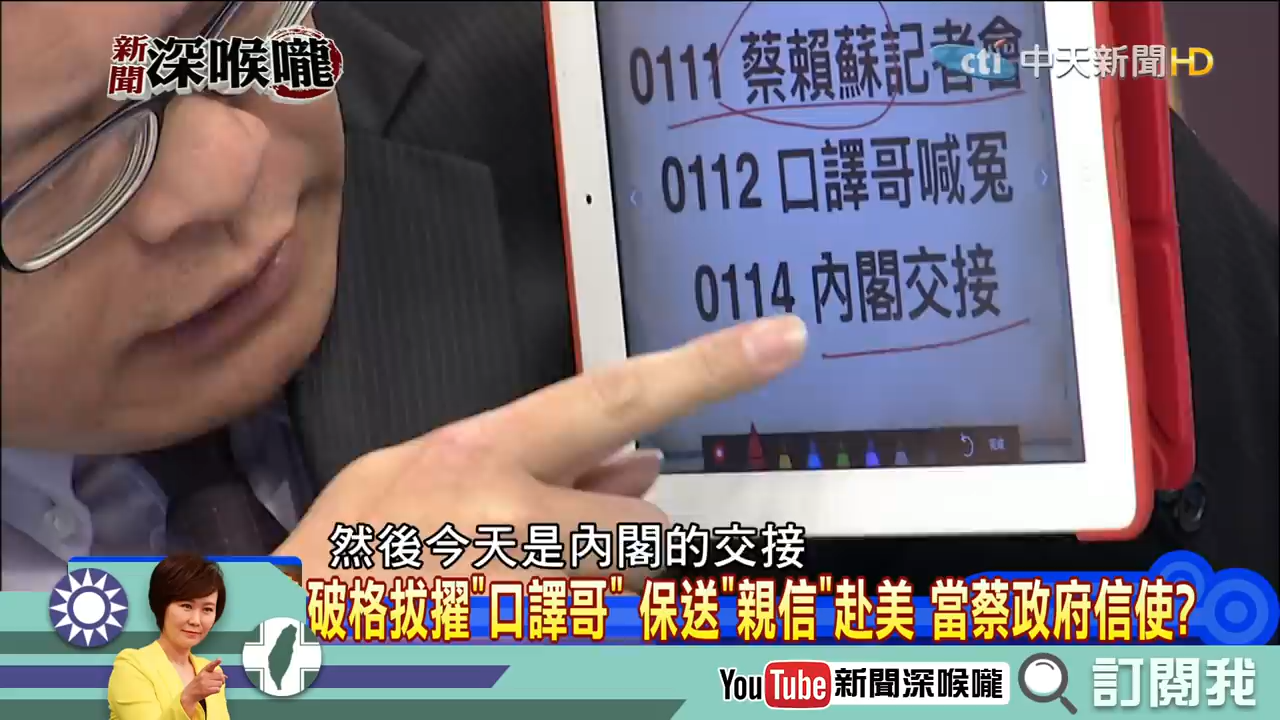 新聞深喉嚨
cti 中天新聞HD
0111 蔡賴蘇記者會
0112 口譯哥喊冤
0114 內閣交接
完成
然後今天是內閣的交接
破格拔擢"口譯哥" 保送"親信"赴美 當蔡政府信使?
YouTube 新聞深喉嚨 訂閱我